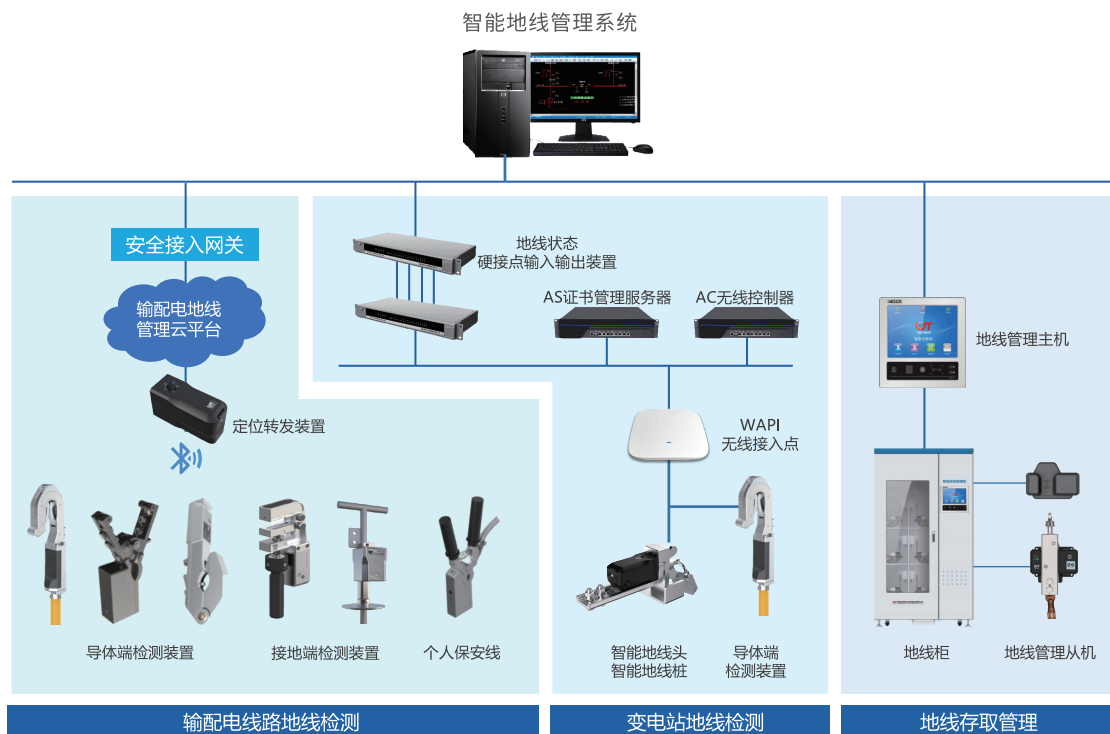 智能地线管理系统
安全接入网关
输配电地线
管理云平台
定位转发装置
导体端检测装置
接地端检测装置
个人保安线
输配电线路地线检测
地线状态
硬接点输入输出装置
AS证书管理服务器
AC无线控制器
WAPI
无线接入点
智能地线头
智能地线桩
导体端
检测装置
变电站地线检测
地线管理主机
地线柜
地线管理从机
地线存取管理